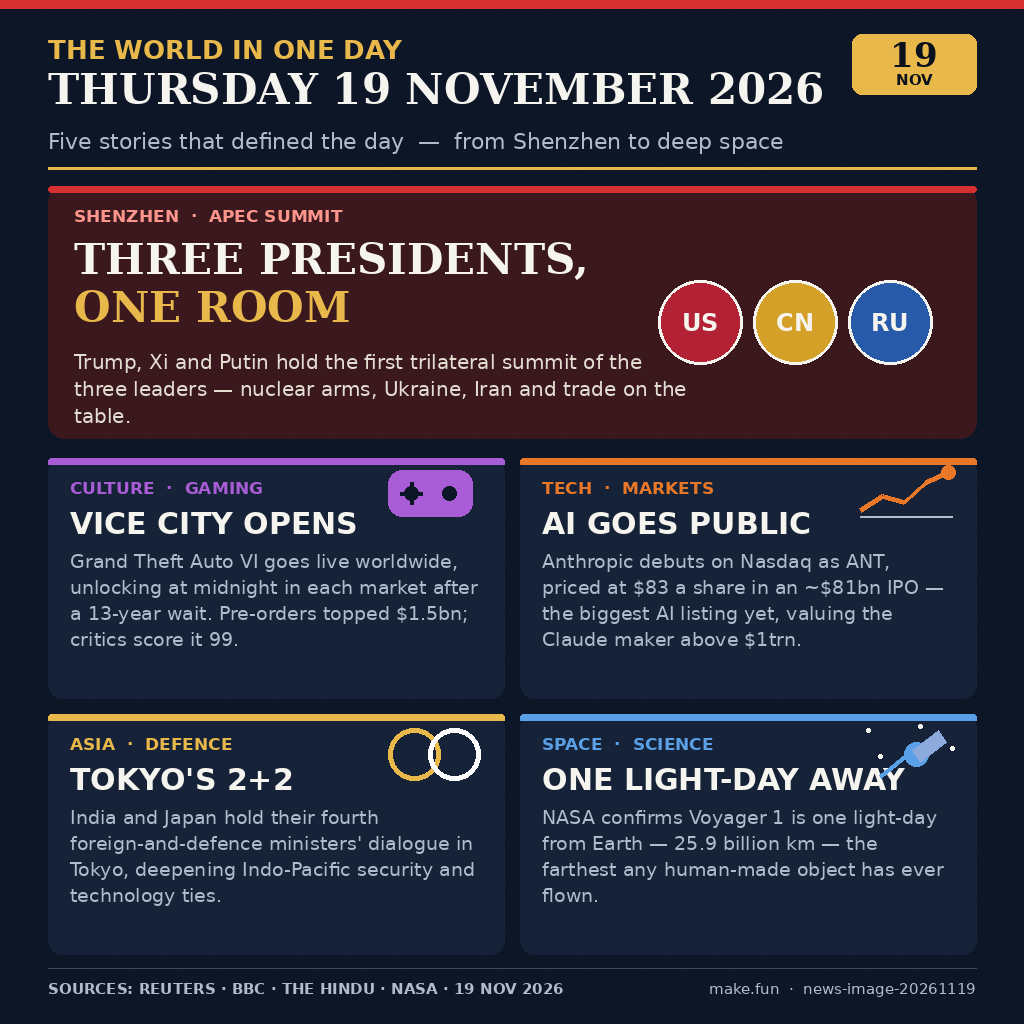 THE WORLD IN ONE DAY
THURSDAY 19 NOVEMBER 2026
19
NOV
Five stories that defined the day — from Shenzhen to deep space
SHENZHEN · APEC SUMMIT
THREE PRESIDENTS,
ONE ROOM
US CN RU
Trump, Xi and Putin hold the first trilateral summit of the
three leaders — nuclear arms, Ukraine, Iran and trade on the
table.
CULTURE · GAMING
VICE CITY OPENS
Grand Theft Auto VI goes live worldwide,
unlocking at midnight in each market after
a 13-year wait. Pre-orders topped $1.5bn;
critics score it 99.
TECH · MARKETS
AI GOES PUBLIC
Anthropic debuts on Nasdaq as ANT,
priced at $83 a share in an ~$81bn IPO —
the biggest AI listing yet, valuing the
Claude maker above $1trn.
ASIA · DEFENCE
TOKYO'S 2+2
India and Japan hold their fourth
foreign-and-defence ministers' dialogue in
Tokyo, deepening Indo-Pacific security and
technology ties.
SPACE · SCIENCE
ONE LIGHT-DAY AWAY
NASA confirms Voyager 1 is one light-day
from Earth — 25.9 billion km — the
farthest any human-made object has ever
flown.
SOURCES: REUTERS · BBC · THE HINDU · NASA · 19 NOV 2026
make.fun · news-image-20261119